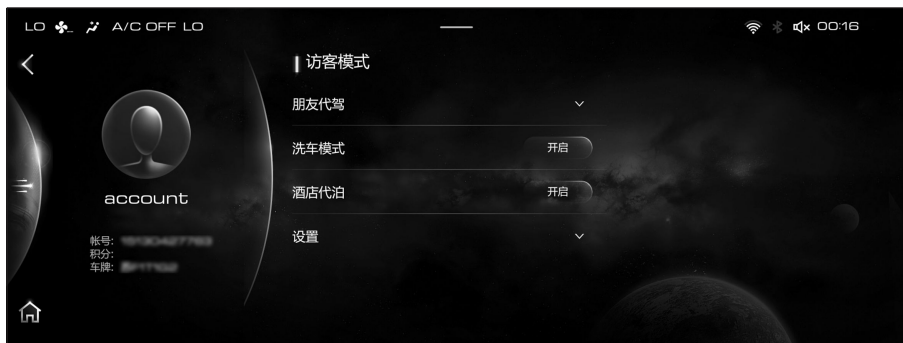 LO A/C OFF LO
00:16
访客模式
朋友代驾
洗车模式 开启
酒店代泊 开启
设置
account
帐号:
积分:
车牌: